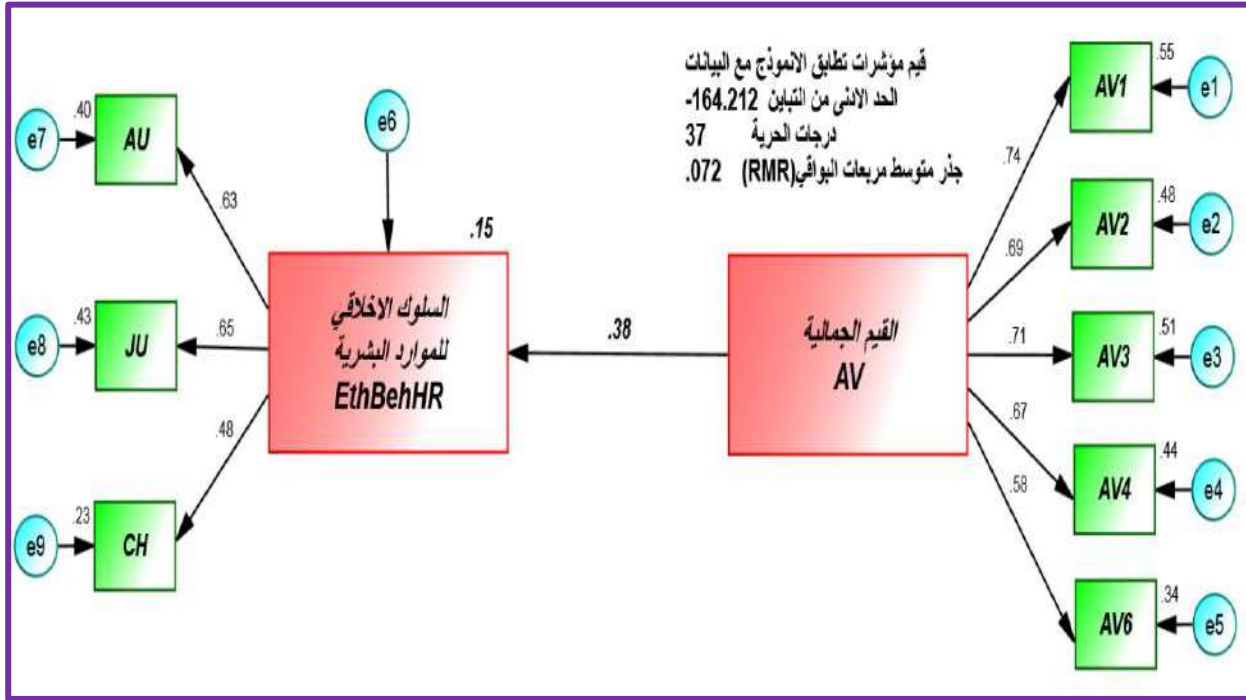 قيم مؤشرات تطابق الانموذج مع البيانات
الحد الادنى من التباين 164.212-
درجات الحرية 37
جذر متوسط مربعات البواقي(RMR) .072
.55
AV1
e1
.74
.48
AV2
e2
.69
.51
AV3
e3
.71
.44
AV4
e4
.67
.34
AV6
e5
.58
القيم الجمالية
AV
.38
e6
.15
السلوك الاخلاقي
للموارد البشرية
EthBehHR
.40
e7
AU
.63
.43
e8
JU
.65
.23
e9
CH
.48